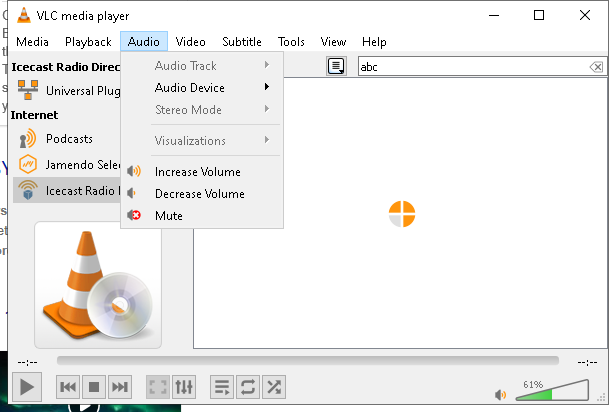 VLC media player
Media Playback Audio Video Subtitle Tools View Help
Icecast Radio Direc
abc
Universal Plug
Internet
Podcasts
Jamendo Selec
Icecast Radio
Audio Track
Audio Device
Stereo Mode
Visualizations
Increase Volume
Decrease Volume
Mute
--:-- --:--
61%